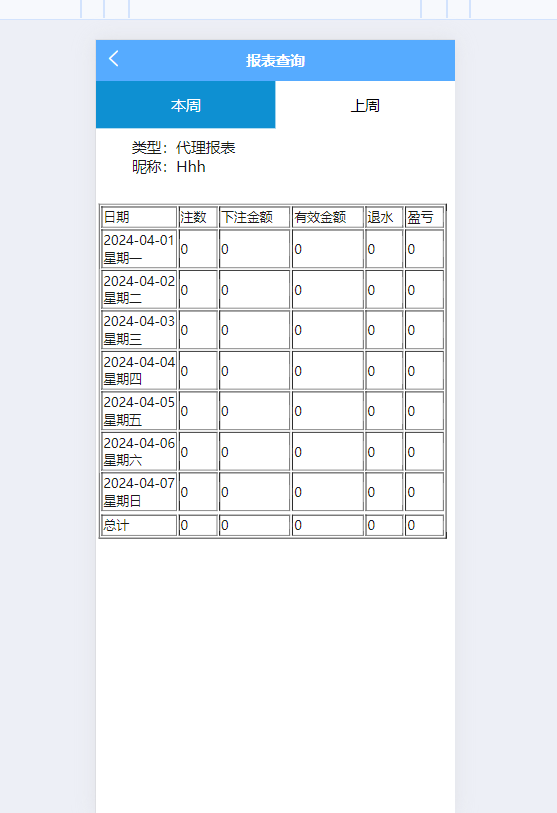 报表查询
本周 上周
类型：代理报表
昵称：Hhh
日期 注数 下注金额 有效金额 退水 盈亏
2024-04-01 0 0 0 0 0
星期一
2024-04-02 0 0 0 0 0
星期二
2024-04-03 0 0 0 0 0
星期三
2024-04-04 0 0 0 0 0
星期四
2024-04-05 0 0 0 0 0
星期五
2024-04-06 0 0 0 0 0
星期六
2024-04-07 0 0 0 0 0
星期日
总计 0 0 0 0 0